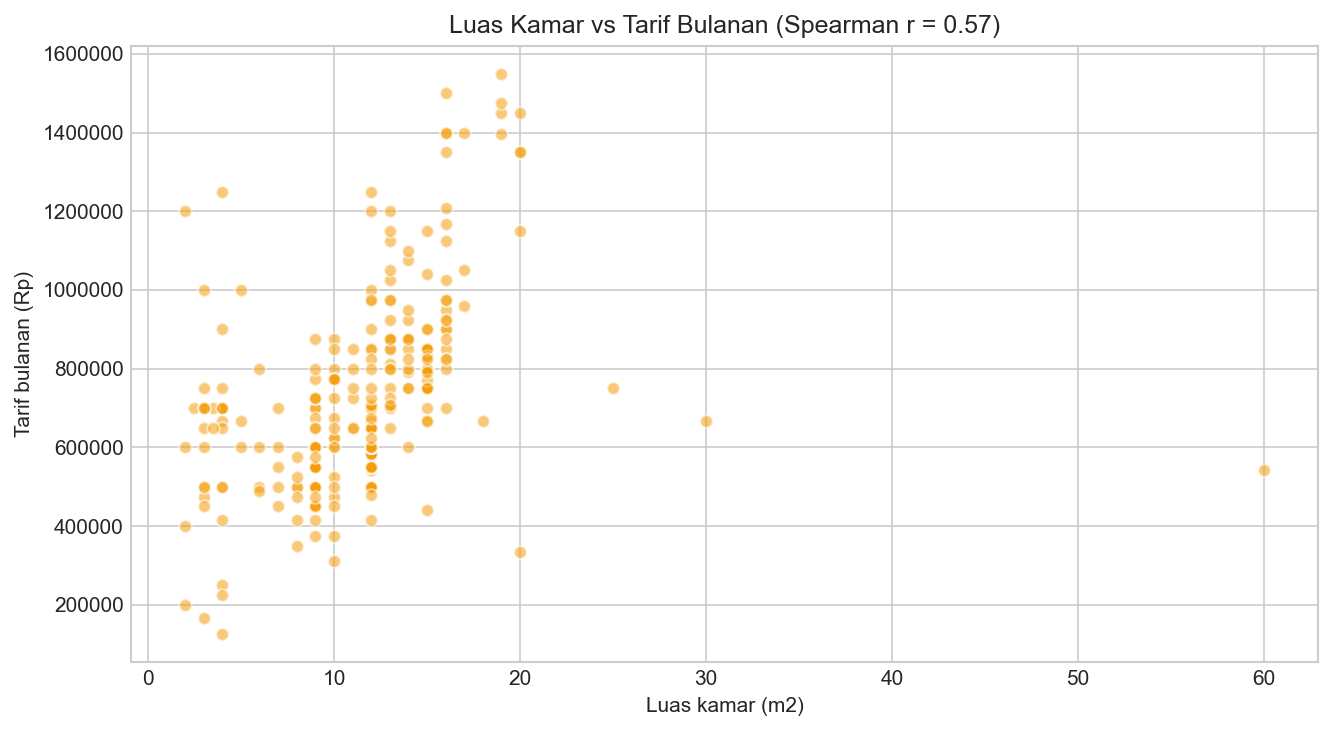 Luas Kamar vs Tarif Bulanan (Spearman r = 0.57)
1600000
1400000
1200000
1000000
800000
600000
400000
200000
Tarif bulanan (Rp)
0 10 20 30 40 50 60
Luas kamar (m2)